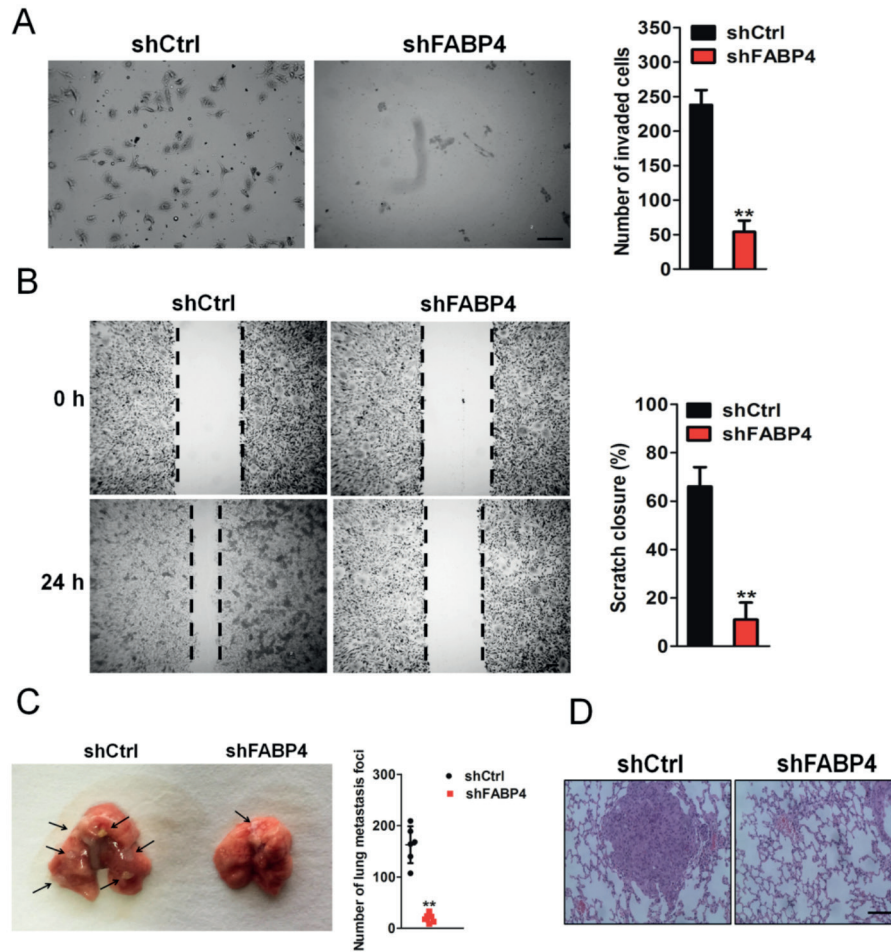 A
shCtrl
shFABP4
Number of invaded cells
350
300
250
200
150
100
50
0
shCtrl
shFABP4
**
B
shCtrl
shFABP4
0 h
24 h
Scratch closure (%)
100
80
60
40
20
0
shCtrl
shFABP4
**
C
shCtrl
shFABP4
Number of lung metastasis foci
300
200
100
0
shCtrl
shFABP4
**
D
shCtrl
shFABP4